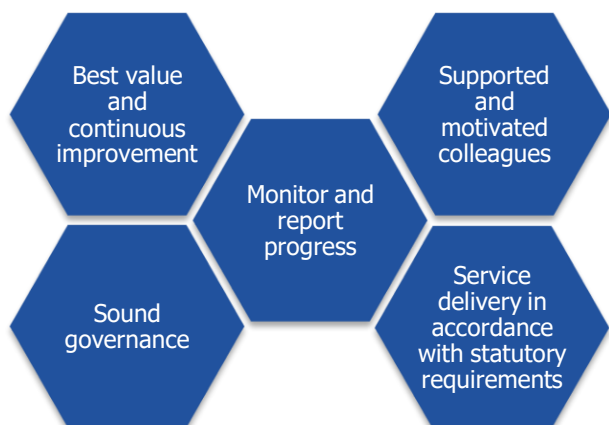 Best value
and
continuous
improvement
Supported
and
motivated
colleagues
Monitor and
report
progress
Sound
governance
Service
delivery in
accordance
with statutory
requirements